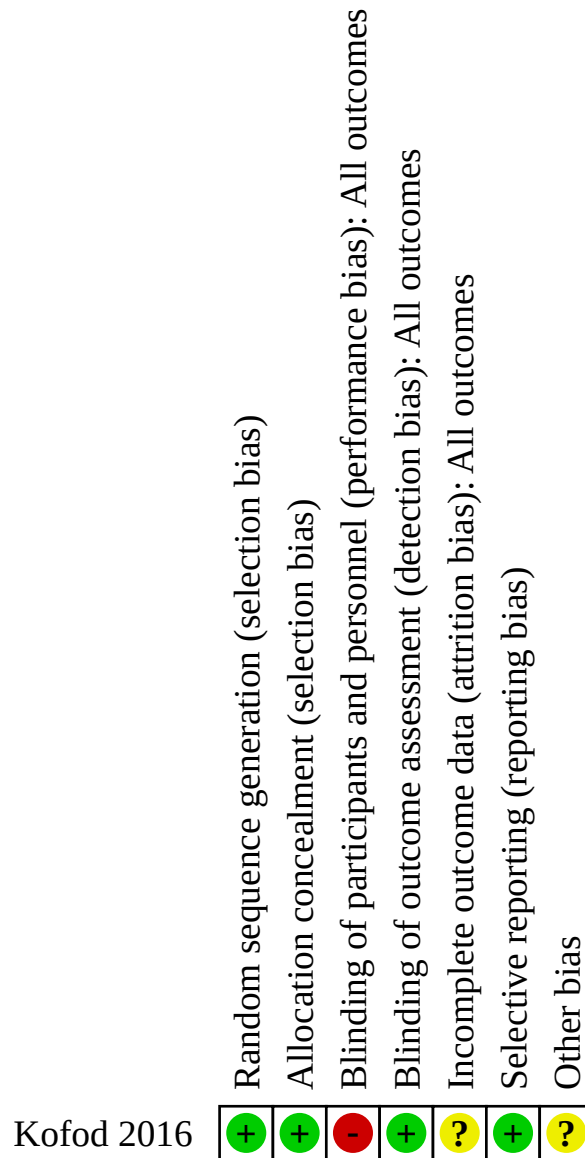 Random sequence generation (selection bias)
Allocation concealment (selection bias)
Blinding of participants and personnel (performance bias): All outcomes
Blinding of outcome assessment (detection bias): All outcomes
Incomplete outcome data (attrition bias): All outcomes
Selective reporting (reporting bias)
Other bias
Kofod 2016 + + - + ? + ?